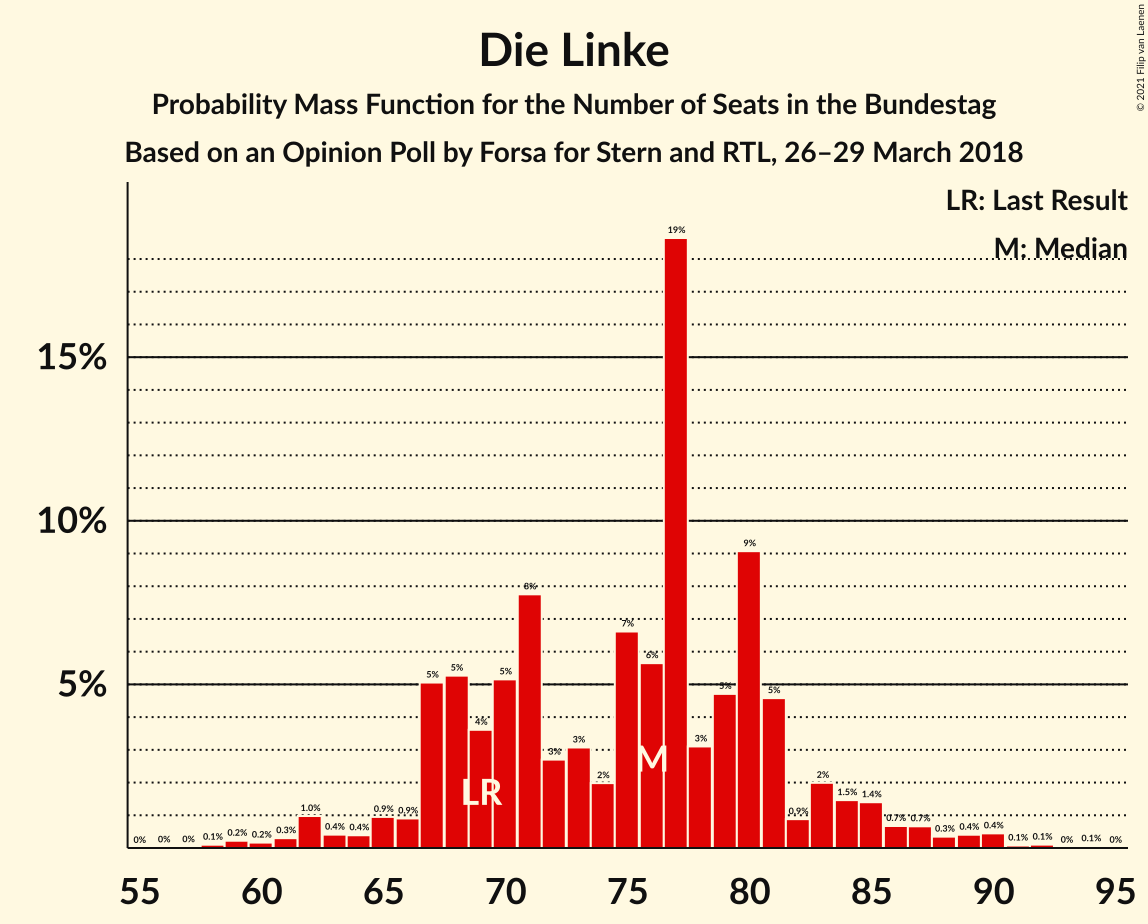 Die Linke
Probability Mass Function for the Number of Seats in the Bundestag
Based on an Opinion Poll by Forsa for Stern and RTL, 26–29 March 2018
© 2021 Filip van Laenen
LR: Last Result
M: Median
15%
10%
5%
0% 0% 0% 0.1% 0.2% 0.2% 0.3% 1.0% 0.4% 0.4% 0.9% 0.9% 5% 5% 4% 5% 8% 3% 3% 2% 7% 6% 19% 3% 5% 9% 5% 0.9% 2% 1.5% 1.4% 0.7% 0.7% 0.3% 0.4% 0.4% 0.1% 0.1% 0% 0.1% 0%
LR
M
55 60 65 70 75 80 85 90 95